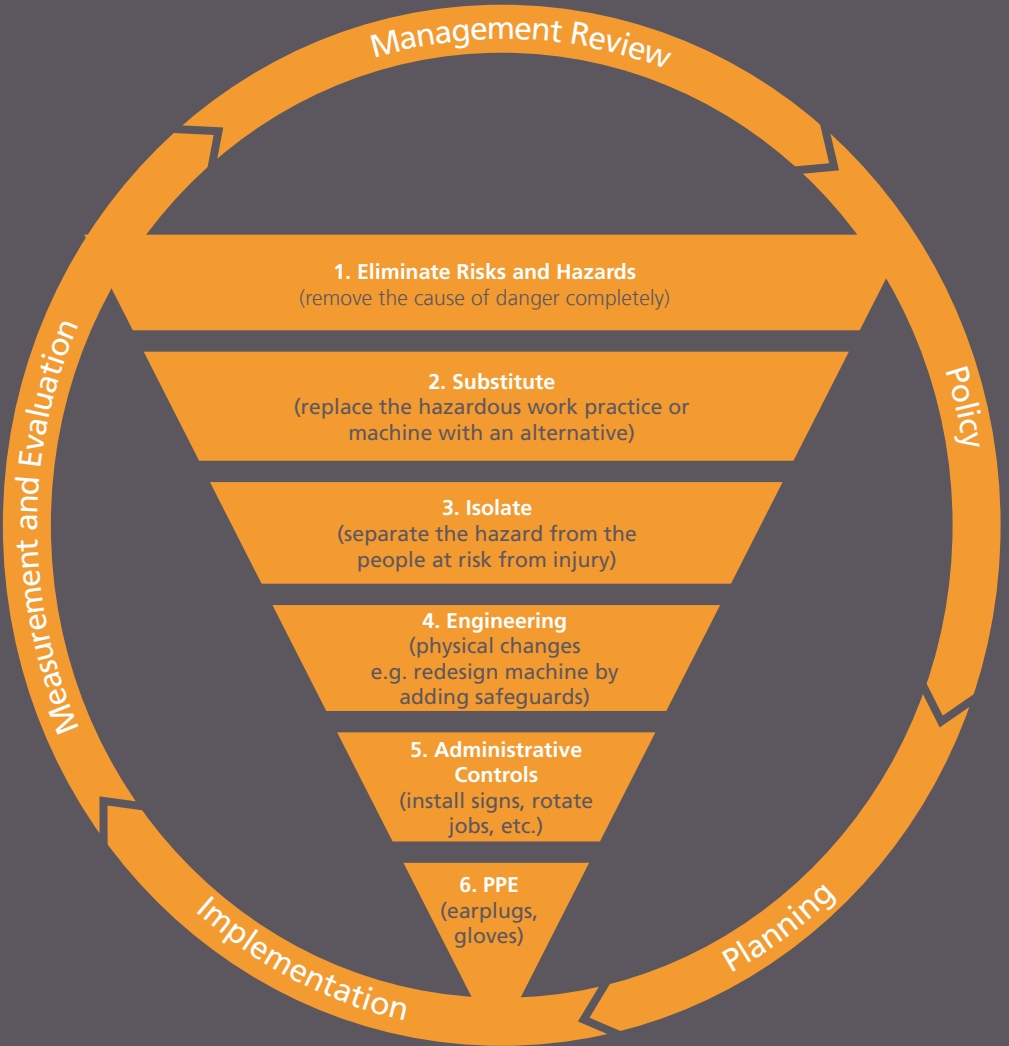 Management Review
1. Eliminate Risks and Hazards
(remove the cause of danger completely)
2. Substitute
(replace the hazardous work practice or
machine with an alternative)
3. Isolate
(separate the hazard from the
people at risk from injury)
4. Engineering
(physical changes
e.g. redesign machine by
adding safeguards)
5. Administrative
Controls
(install signs, rotate
jobs, etc.)
6. PPE
(earplugs,
gloves)
Policy
Planning
Implementation
Measurement and Evaluation